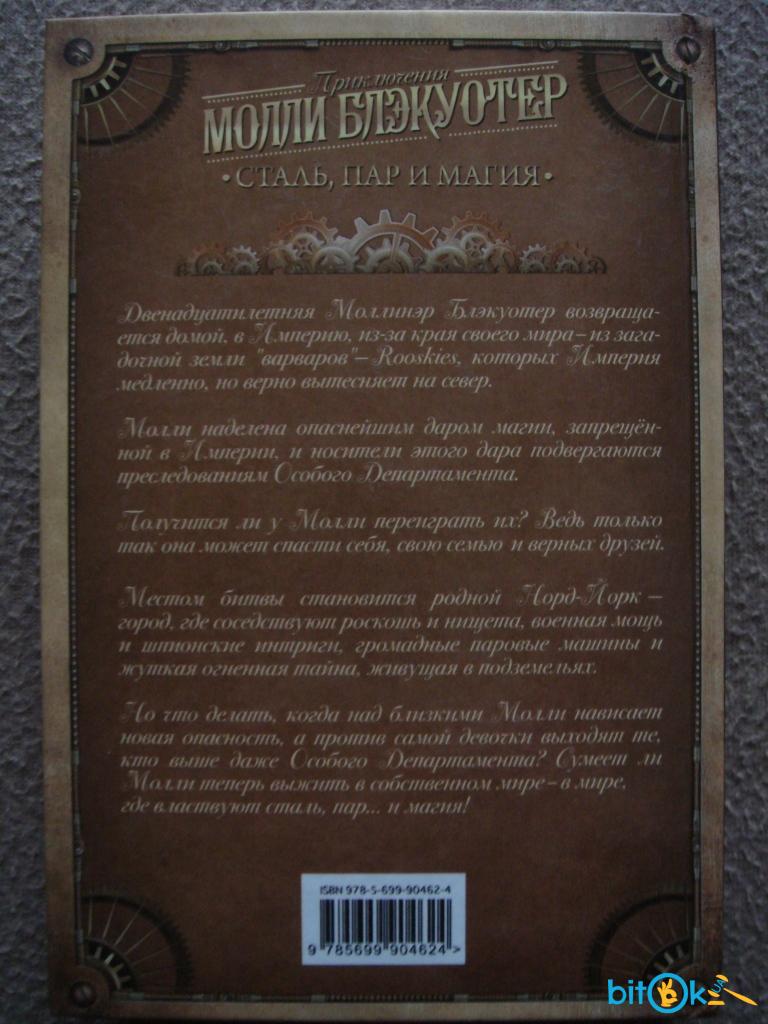 Приключения
МОЛЛИ БЛЭКУОТЕР
• СТАЛЬ, ПАР И МАГИЯ •
Двенадцатилетняя Моллинэр Блэкуотер возвраща-
ется домой, в Империю, из-за края своего мира – из зага-
дочной земли "варваров" – Rooskies, которых Империя
медленно, но верно вытесняет на север.
Молли наделена опаснейшим даром магии, запрещён-
ной в Империи, и носители этого дара подвергаются
преследованиям Особого Департамента.
Получится ли у Молли переиграть их? Ведь только
так она может спасти себя, свою семью и верных друзей.
Местом битвы становится родной Норд-Йорк –
город, где соседствуют роскошь и нищета, военная мощь
и шпионские интриги, громадные паровые машины и
жуткая огненная тайна, живущая в подземельях.
Но что делать, когда над близкими Молли нависает
новая опасность, а против самой девочки выходят те,
кто выше даже Особого Департамента? Сумеет ли
Молли теперь выжить в собственном мире – в мире,
где властвуют сталь, пар... и магия!
ISBN 978-5-699-90462-4
9 785699 904624 >
bitOk UA